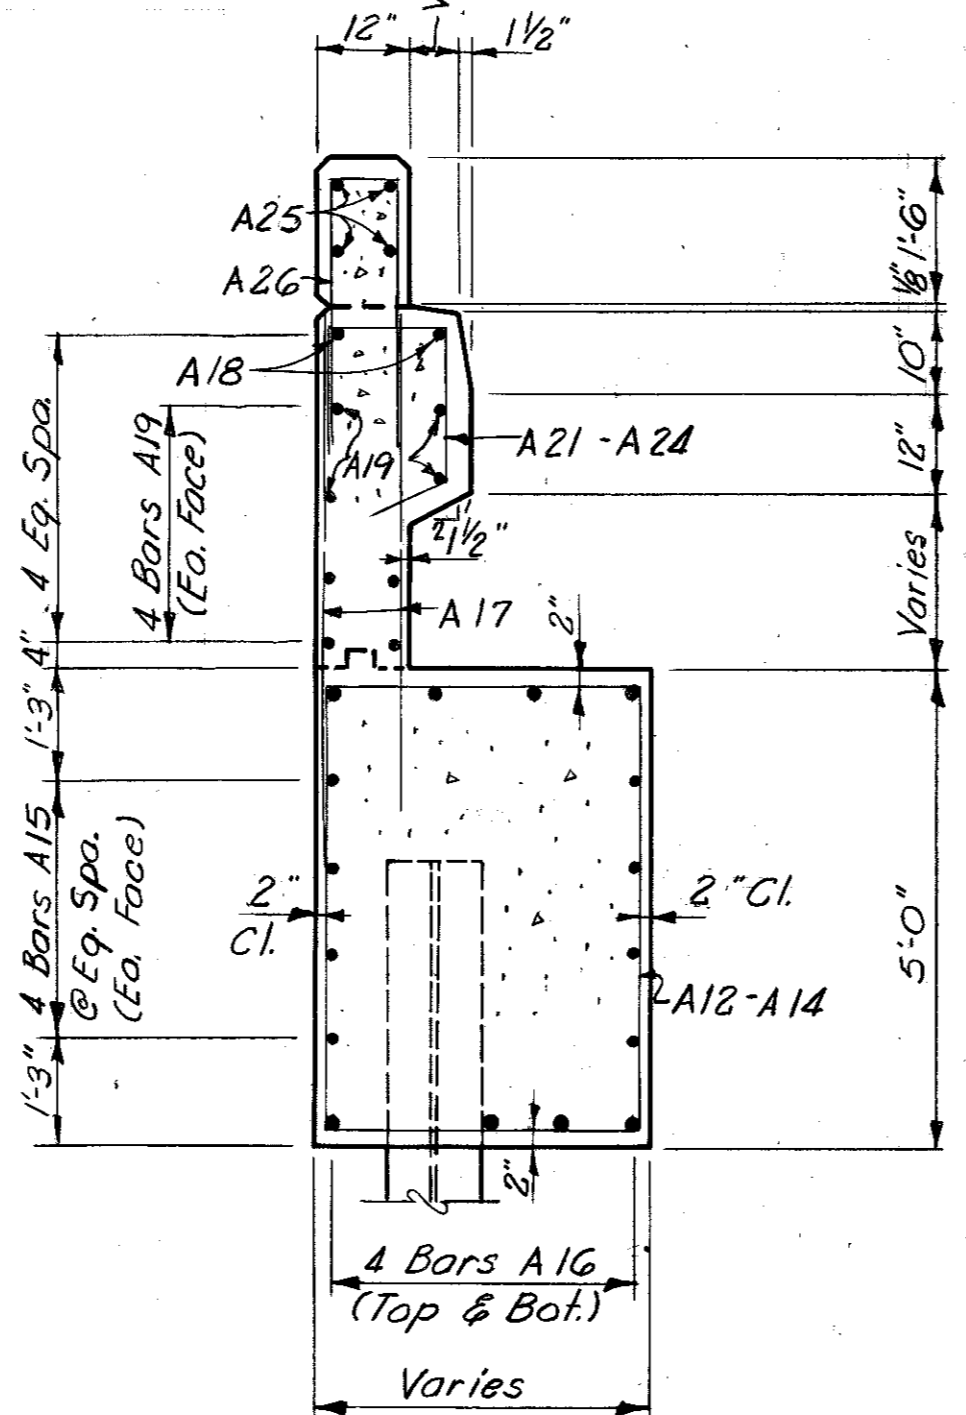 12"
1½"
A25
A26
⅛"
1'-6"
A18
10"
4 Eq. Spa.
4 Bars A19
(Ea. Face)
A19
A21 - A24
12"
2
1½"
Varies
A17
4"
2"
1'-3"
4 Bars A15
@ Eq. Spa.
(Ea. Face)
2"
Cl.
2" Cl.
5'-0"
A12-A14
1'-3"
2"
4 Bars A16
(Top & Bot.)
Varies